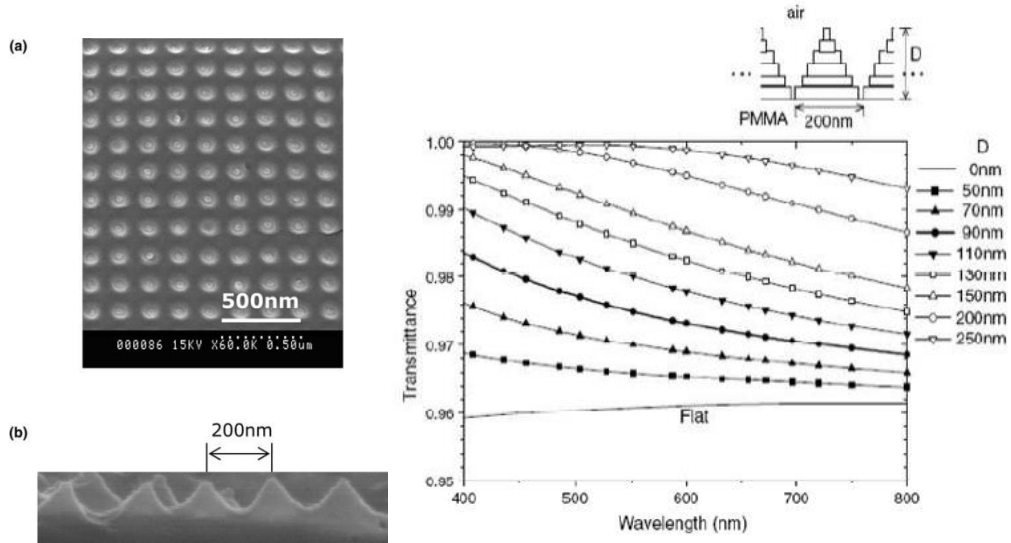 (a)
500nm
000086 15KV X60.0K 0.50um
(b)
200nm
air
D
PMMA
200nm
Transmittance
1.00
0.99
0.98
0.97
0.96
0.95
Flat
400
500
600
700
800
Wavelength (nm)
D
0nm
50nm
70nm
90nm
110nm
130nm
150nm
200nm
250nm